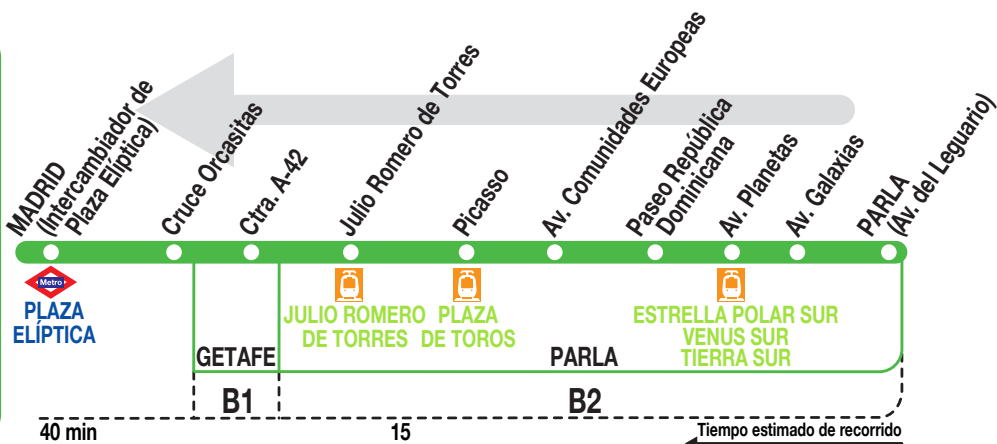 MADRID
(Intercambiador de
Plaza Elíptica)
Cruce Orcasitas
Ctra. A-42
Julio Romero de Torres
Picasso
Av. Comunidades Europeas
Paseo República
Dominicana
Av. Planetas
Av. Galaxias
PARLA
(Av. del Leguario)
Metro
PLAZA
ELÍPTICA
JULIO ROMERO
DE TORRES
PLAZA
DE TOROS
ESTRELLA POLAR SUR
VENUS SUR
TIERRA SUR
GETAFE
PARLA
B1
B2
40 min
15
Tiempo estimado de recorrido